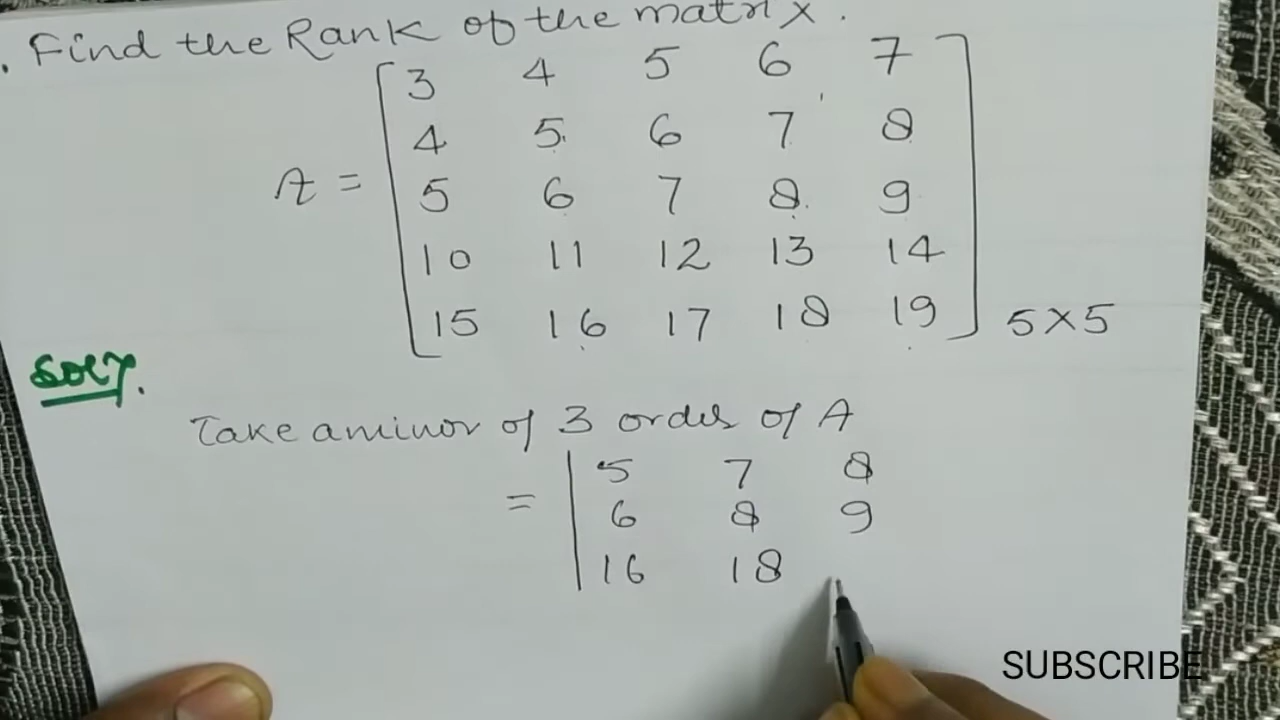 . Find the Rank of the matrix.
3 4 5 6 7
4 5 6 7 8
A = 5 6 7 8 9
10 11 12 13 14
15 16 17 18 19 5×5
Soln.
Take aminor of 3 order of A
5 7 8
= 6 8 9
16 18
SUBSCRIBE